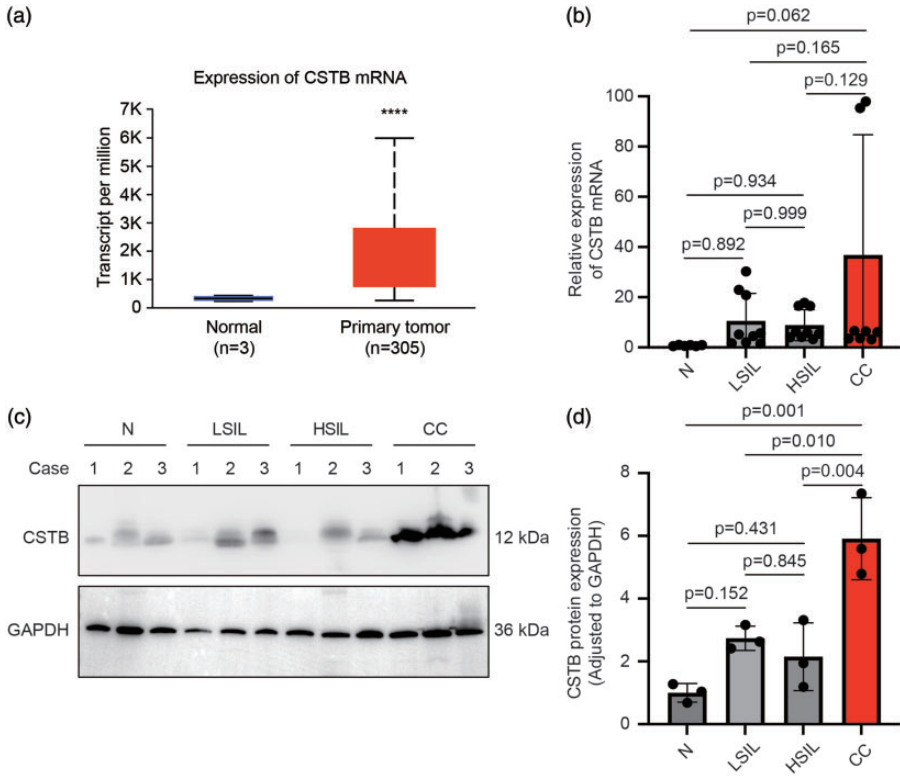 (a)
Expression of CSTB mRNA
****
Transcript per million
7K
6K
5K
4K
3K
2K
1K
0
Normal
(n=3)
Primary tomor
(n=305)
(b)
p=0.062
p=0.165
p=0.129
p=0.934
p=0.999
p=0.892
Relative expression
of CSTB mRNA
100
80
60
40
20
0
N
LSIL
HSIL
CC
(c)
N LSIL HSIL CC
Case 1 2 3 1 2 3 1 2 3 1 2 3
CSTB 12 kDa
GAPDH 36 kDa
(d)
p=0.001
p=0.010
p=0.004
p=0.431
p=0.845
p=0.152
CSTB protein expression
(Adjusted to GAPDH)
8
6
4
2
0
N
LSIL
HSIL
CC